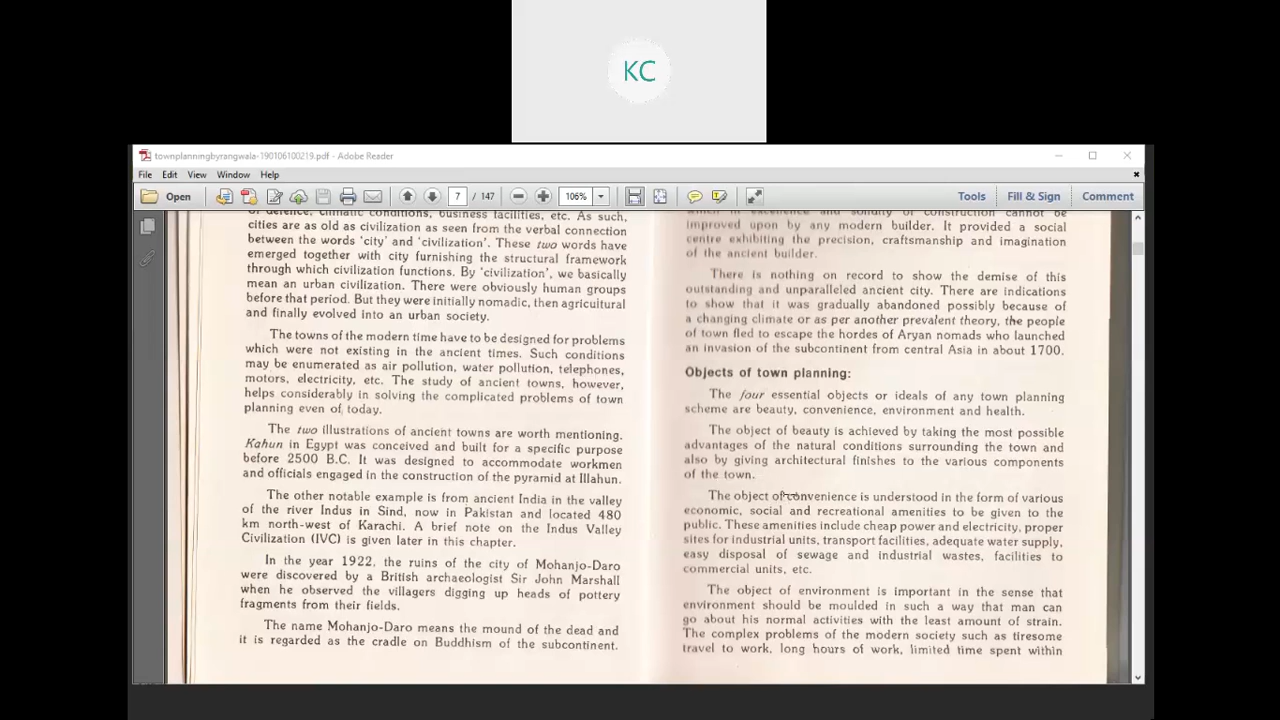 KC
townplanningbyrangwala-190106100219.pdf - Adobe Reader
File Edit View Window Help
Open 7 / 147 106% Tools Fill & Sign Comment
of defence, climatic conditions, business facilities, etc. As such,
cities are as old as civilization as seen from the verbal connection
between the words 'city' and 'civilization'. These two words have
emerged together with city furnishing the structural framework
through which civilization functions. By 'civilization', we basically
mean an urban civilization. There were obviously human groups
before that period. But they were initially nomadic, then agricultural
and finally evolved into an urban society.
The towns of the modern time have to be designed for problems
which were not existing in the ancient times. Such conditions
may be enumerated as air pollution, water pollution, telephones,
motors, electricity, etc. The study of ancient towns, however,
helps considerably in solving the complicated problems of town
planning even of today.
The two illustrations of ancient towns are worth mentioning.
Kahun in Egypt was conceived and built for a specific purpose
before 2500 B.C. It was designed to accommodate workmen
and officials engaged in the construction of the pyramid at Illahun.
The other notable example is from ancient India in the valley
of the river Indus in Sind, now in Pakistan and located 480
km north-west of Karachi. A brief note on the Indus Valley
Civilization (IVC) is given later in this chapter.
In the year 1922, the ruins of the city of Mohanjo-Daro
were discovered by a British archaeologist Sir John Marshall
when he observed the villagers digging up heads of pottery
fragments from their fields.
The name Mohanjo-Daro means the mound of the dead and
it is regarded as the cradle on Buddhism of the subcontinent.
which in excellence and solidity of construction cannot be
improved upon by any modern builder. It provided a social
centre exhibiting the precision, craftsmanship and imagination
of the ancient builder.
There is nothing on record to show the demise of this
outstanding and unparalleled ancient city. There are indications
to show that it was gradually abandoned possibly because of
a changing climate or as per another prevalent theory, the people
of town fled to escape the hordes of Aryan nomads who launched
an invasion of the subcontinent from central Asia in about 1700.
Objects of town planning:
The four essential objects or ideals of any town planning
scheme are beauty, convenience, environment and health.
The object of beauty is achieved by taking the most possible
advantages of the natural conditions surrounding the town and
also by giving architectural finishes to the various components
of the town.
The object of convenience is understood in the form of various
economic, social and recreational amenities to be given to the
public. These amenities include cheap power and electricity, proper
sites for industrial units, transport facilities, adequate water supply,
easy disposal of sewage and industrial wastes, facilities to
commercial units, etc.
The object of environment is important in the sense that
environment should be moulded in such a way that man can
go about his normal activities with the least amount of strain.
The complex problems of the modern society such as tiresome
travel to work, long hours of work, limited time spent within